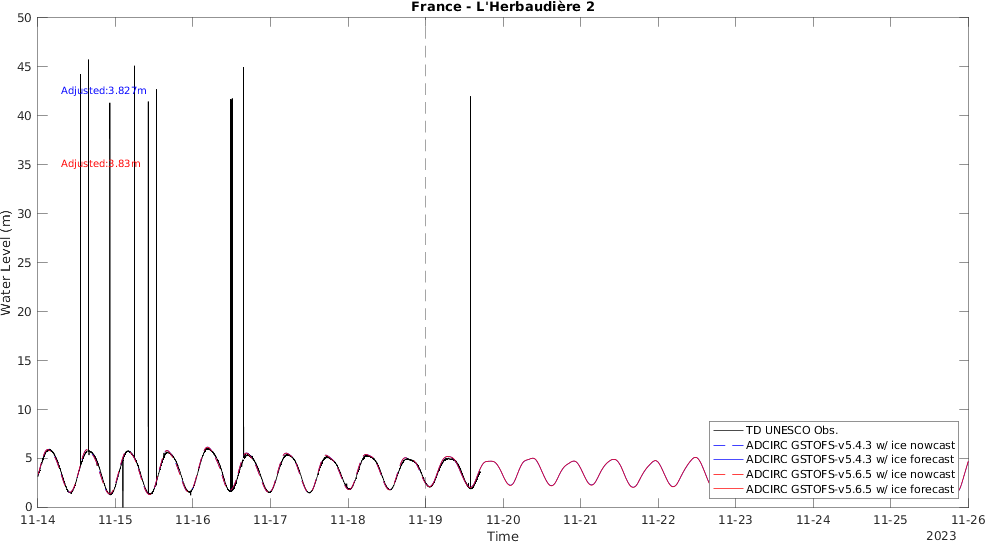 France - L'Herbaudière 2
50
45
40
35
30
25
20
15
10
5
0
Water Level (m)
Adjusted:3.827m
Adjusted:3.83m
TD UNESCO Obs.
ADCIRC GSTOFS-v5.4.3 w/ ice nowcast
ADCIRC GSTOFS-v5.4.3 w/ ice forecast
ADCIRC GSTOFS-v5.6.5 w/ ice nowcast
ADCIRC GSTOFS-v5.6.5 w/ ice forecast
11-14 11-15 11-16 11-17 11-18 11-19 11-20 11-21 11-22 11-23 11-24 11-25 11-26
Time
2023